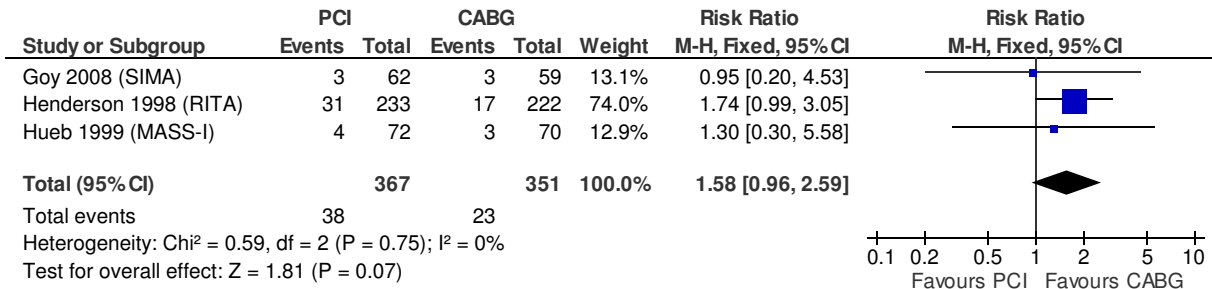 PCI CABG Risk Ratio Risk Ratio
Study or Subgroup Events Total Events Total Weight M-H, Fixed, 95% CI M-H, Fixed, 95% CI
Goy 2008 (SIMA) 3 62 3 59 13.1% 0.95 [0.20, 4.53]
Henderson 1998 (RITA) 31 233 17 222 74.0% 1.74 [0.99, 3.05]
Hueb 1999 (MASS-I) 4 72 3 70 12.9% 1.30 [0.30, 5.58]
Total (95% CI) 367 351 100.0% 1.58 [0.96, 2.59]
Total events 38 23
Heterogeneity: Chi² = 0.59, df = 2 (P = 0.75); I² = 0%
Test for overall effect: Z = 1.81 (P = 0.07)
0.1 0.2 0.5 1 2 5 10
Favours PCI Favours CABG